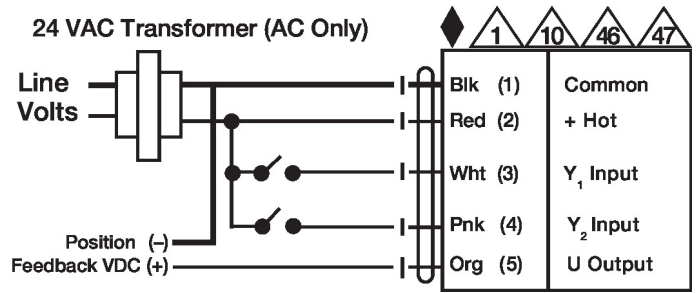 24 VAC Transformer (AC Only)
1 10 46 47
Line Volts
Blk (1) Common
Red (2) + Hot
Wht (3) Y1 Input
Pnk (4) Y2 Input
Position (–)
Feedback VDC (+)
Org (5) U Output